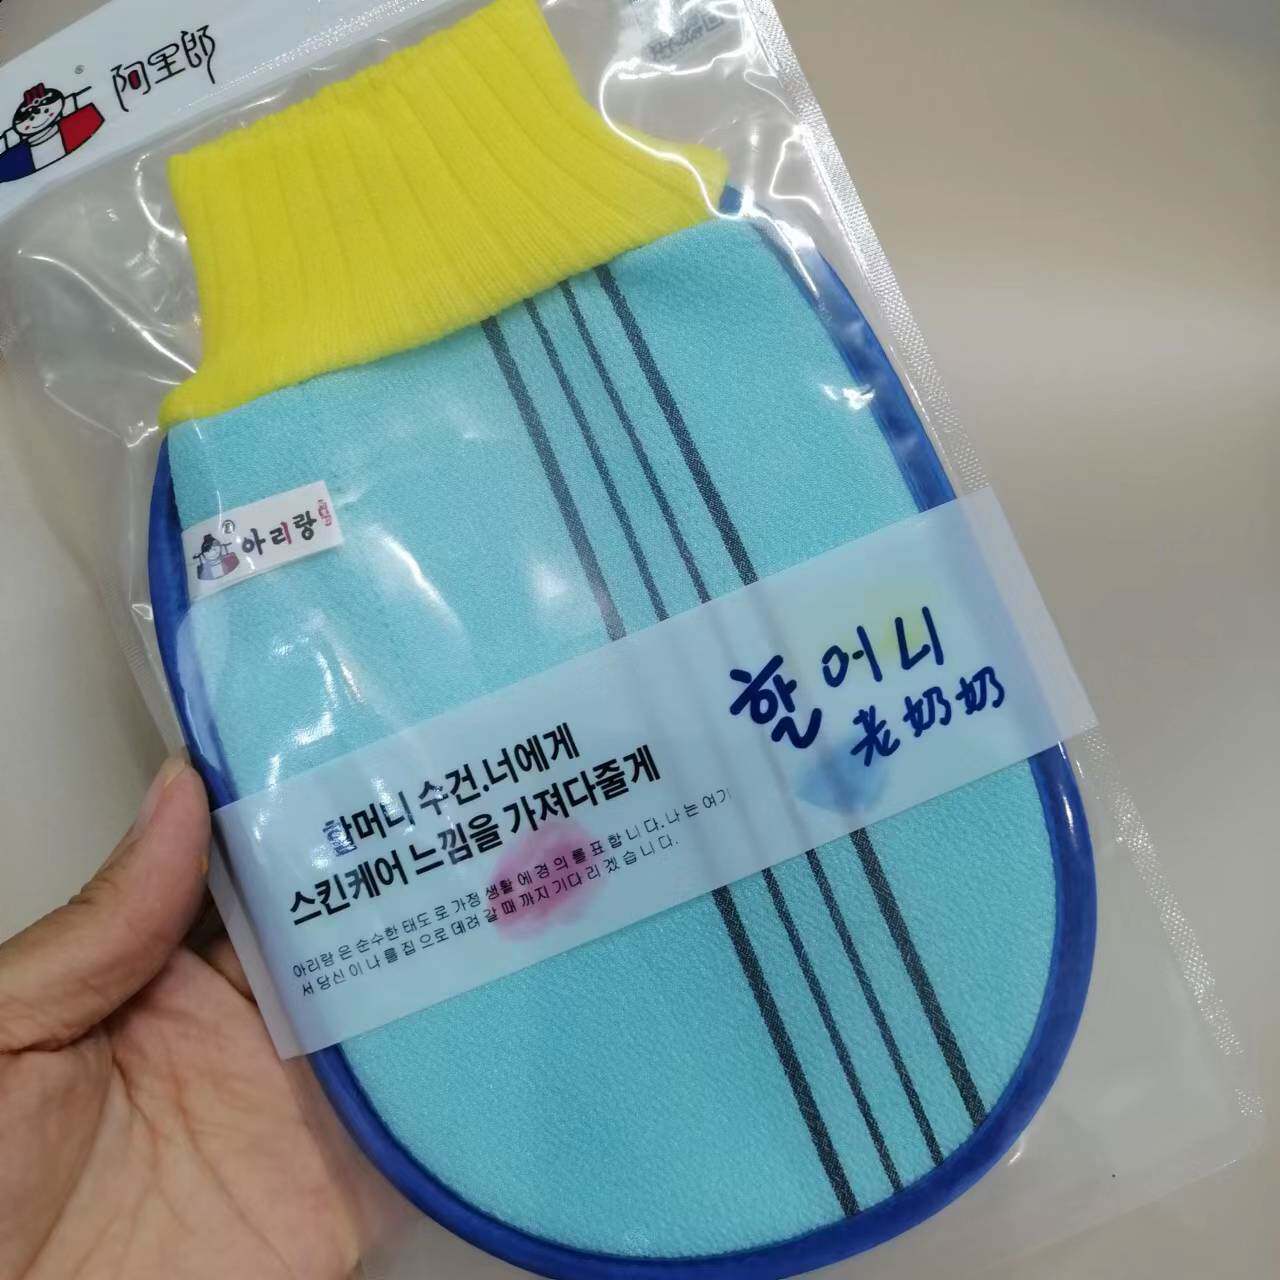 阿里郎
아리랑
할어니
老奶奶
할머니 수건.너에게
스킨케어 느낌을 가져다줄게
아리랑은 순수한 태도로 가정 생활에 경의를 표합니다.나는 여기
서 당신이 나를 집으로 데려갈 때까지 기다리겠습니다.